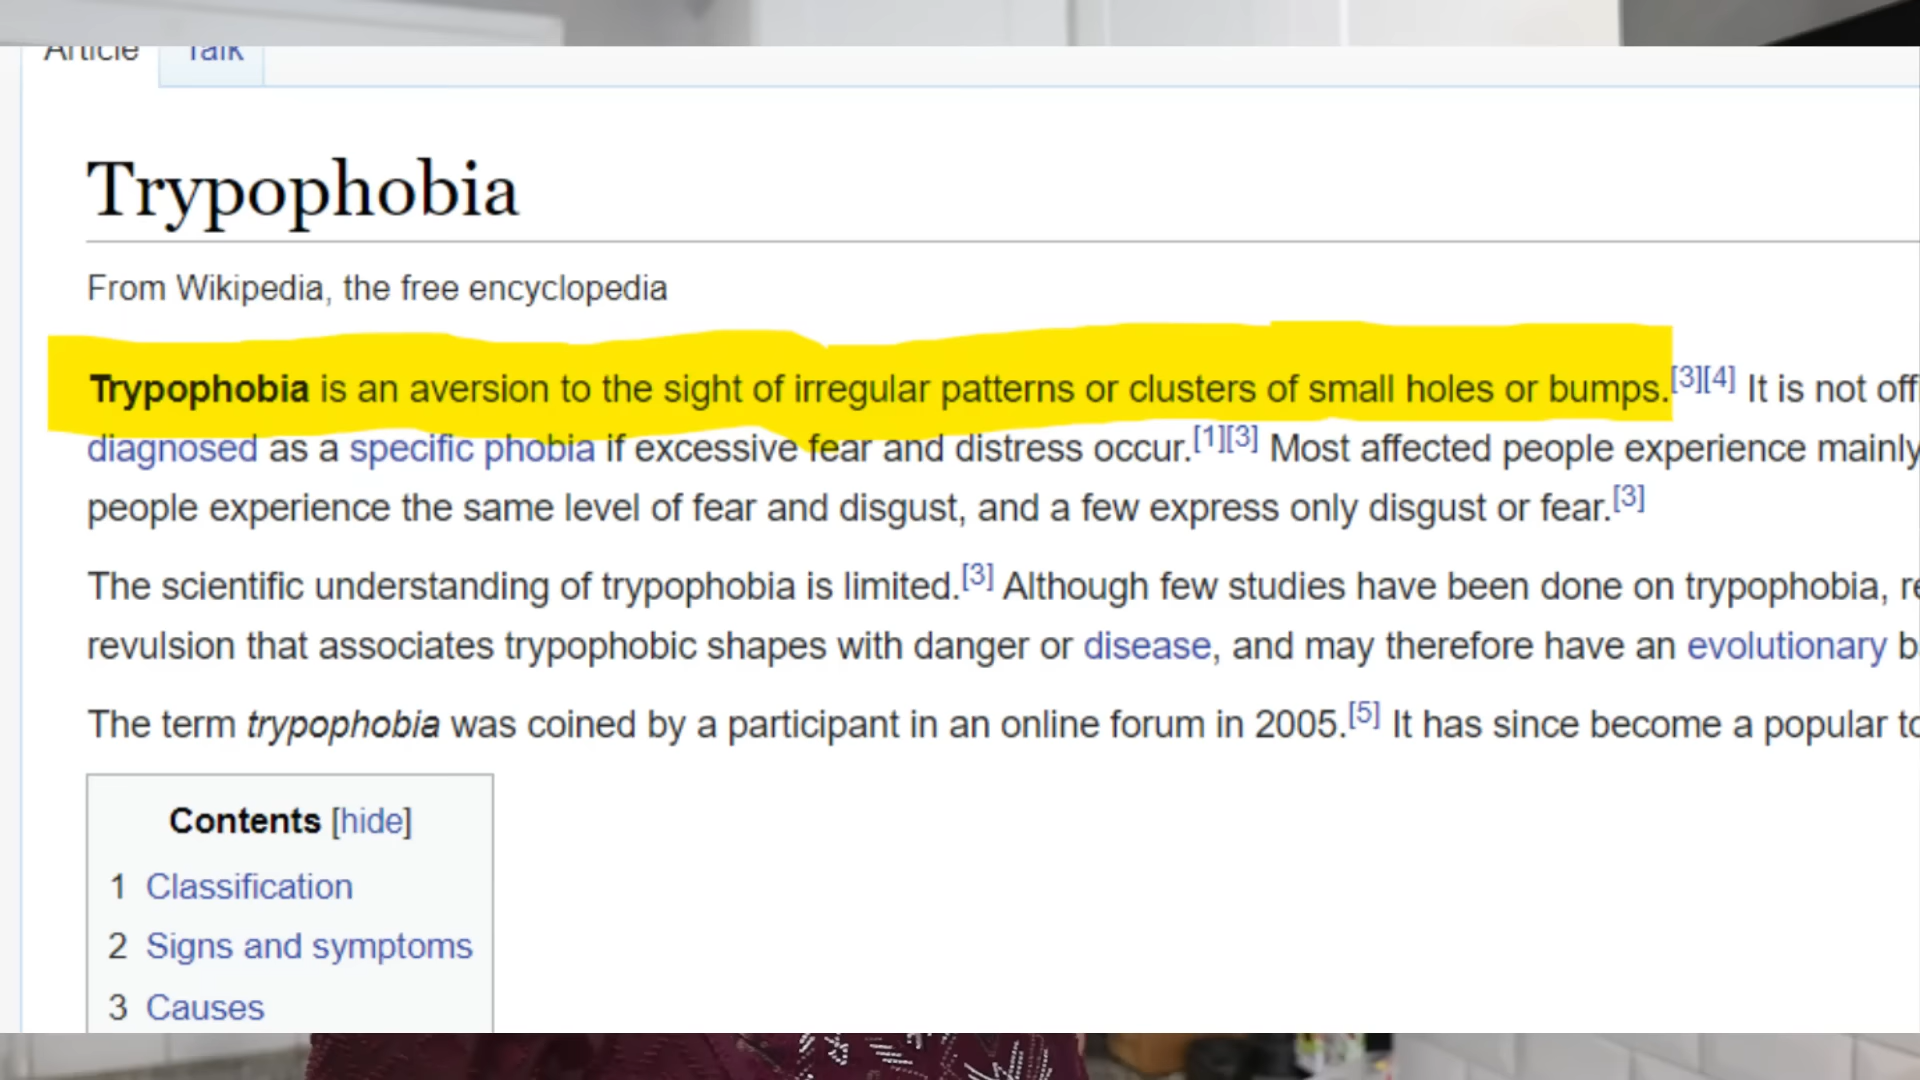 Article Talk
Trypophobia
From Wikipedia, the free encyclopedia
Trypophobia is an aversion to the sight of irregular patterns or clusters of small holes or bumps.[3][4] It is not off
diagnosed as a specific phobia if excessive fear and distress occur.[1][3] Most affected people experience mainly
people experience the same level of fear and disgust, and a few express only disgust or fear.[3]
The scientific understanding of trypophobia is limited.[3] Although few studies have been done on trypophobia, re
revulsion that associates trypophobic shapes with danger or disease, and may therefore have an evolutionary b
The term trypophobia was coined by a participant in an online forum in 2005.[5] It has since become a popular to
Contents [hide]
1 Classification
2 Signs and symptoms
3 Causes